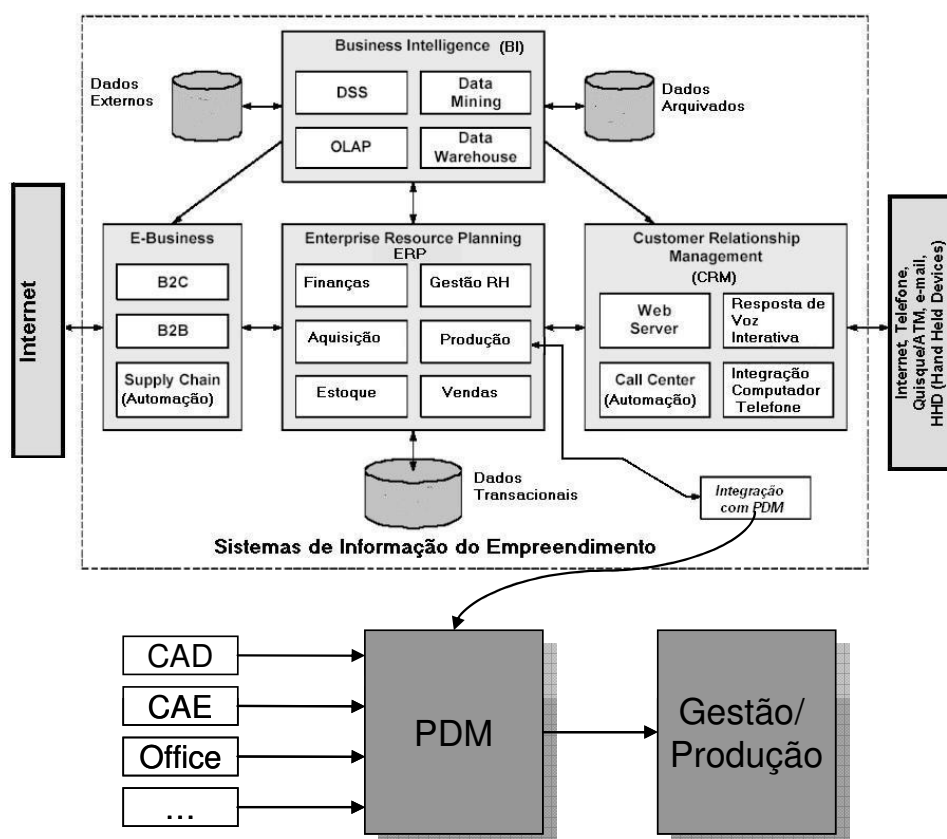 Business Intelligence (BI)
DSS
Data
Mining
OLAP
Data
Warehouse
Dados
Externos
Dados
Arquivados
Internet
E-Business
B2C
B2B
Supply Chain
(Automação)
Enterprise Resource Planning
ERP
Finanças
Gestão RH
Aquisição
Produção
Estoque
Vendas
Customer Relationship
Management
(CRM)
Web
Server
Resposta de
Voz
Interativa
Call Center
(Automação)
Integração
Computador
Telefone
Internet, Telefone,
Quisque/ATM, e-mail,
HHD (Hand Held Devices)
Dados
Transacionais
Integração
com PDM
Sistemas de Informação do Empreendimento
CAD
CAE
Office
...
PDM
Gestão/
Produção